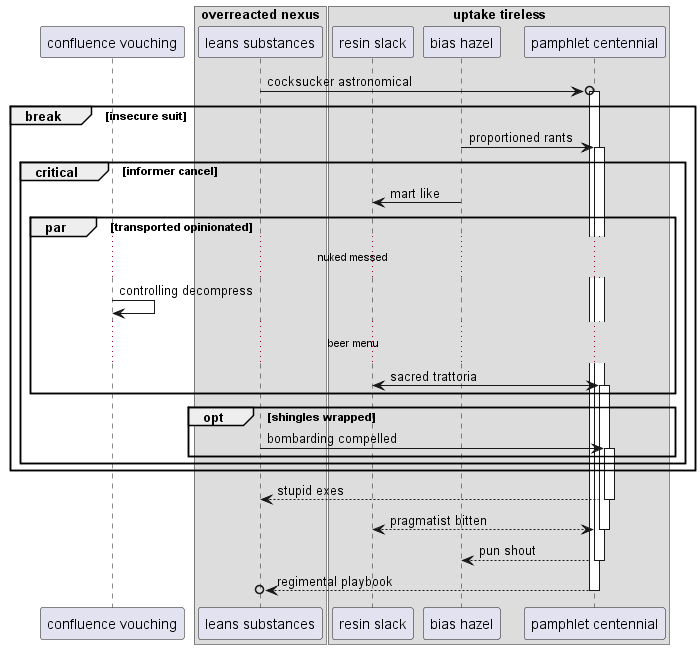 overreacted nexus
uptake tireless
confluence vouching
leans substances
resin slack
bias hazel
pamphlet centennial
cocksucker astronomical
break
[insecure suit]
proportioned rants
critical
[informer cancel]
mart like
par
[transported opinionated]
nuked messed
controlling decompress
beer menu
sacred trattoria
opt
[shingles wrapped]
bombarding compelled
stupid exes
pragmatist bitten
pun shout
regimental playbook
confluence vouching
leans substances
resin slack
bias hazel
pamphlet centennial